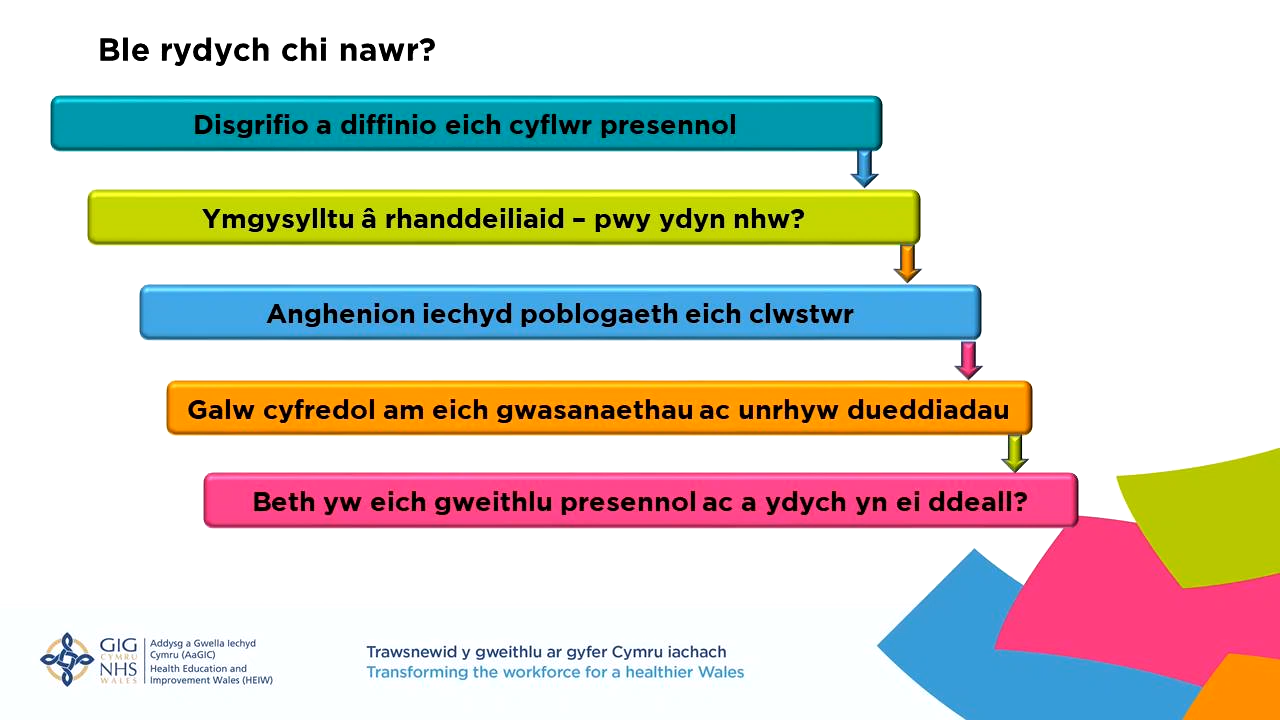 Ble rydych chi nawr?
Disgrifio a diffinio eich cyflwr presennol
Ymgysylltu â rhanddeiliaid – pwy ydyn nhw?
Anghenion iechyd poblogaeth eich clwstwr
Galw cyfredol am eich gwasanaethau ac unrhyw dueddiadau
Beth yw eich gweithlu presennol ac a ydych yn ei ddeall?
GIG
CYMRU
NHS
WALES
Addysg a Gwella Iechyd
Cymru (AaGIC)
Health Education and
Improvement Wales (HEIW)
Trawsnewid y gweithlu ar gyfer Cymru iachach
Transforming the workforce for a healthier Wales